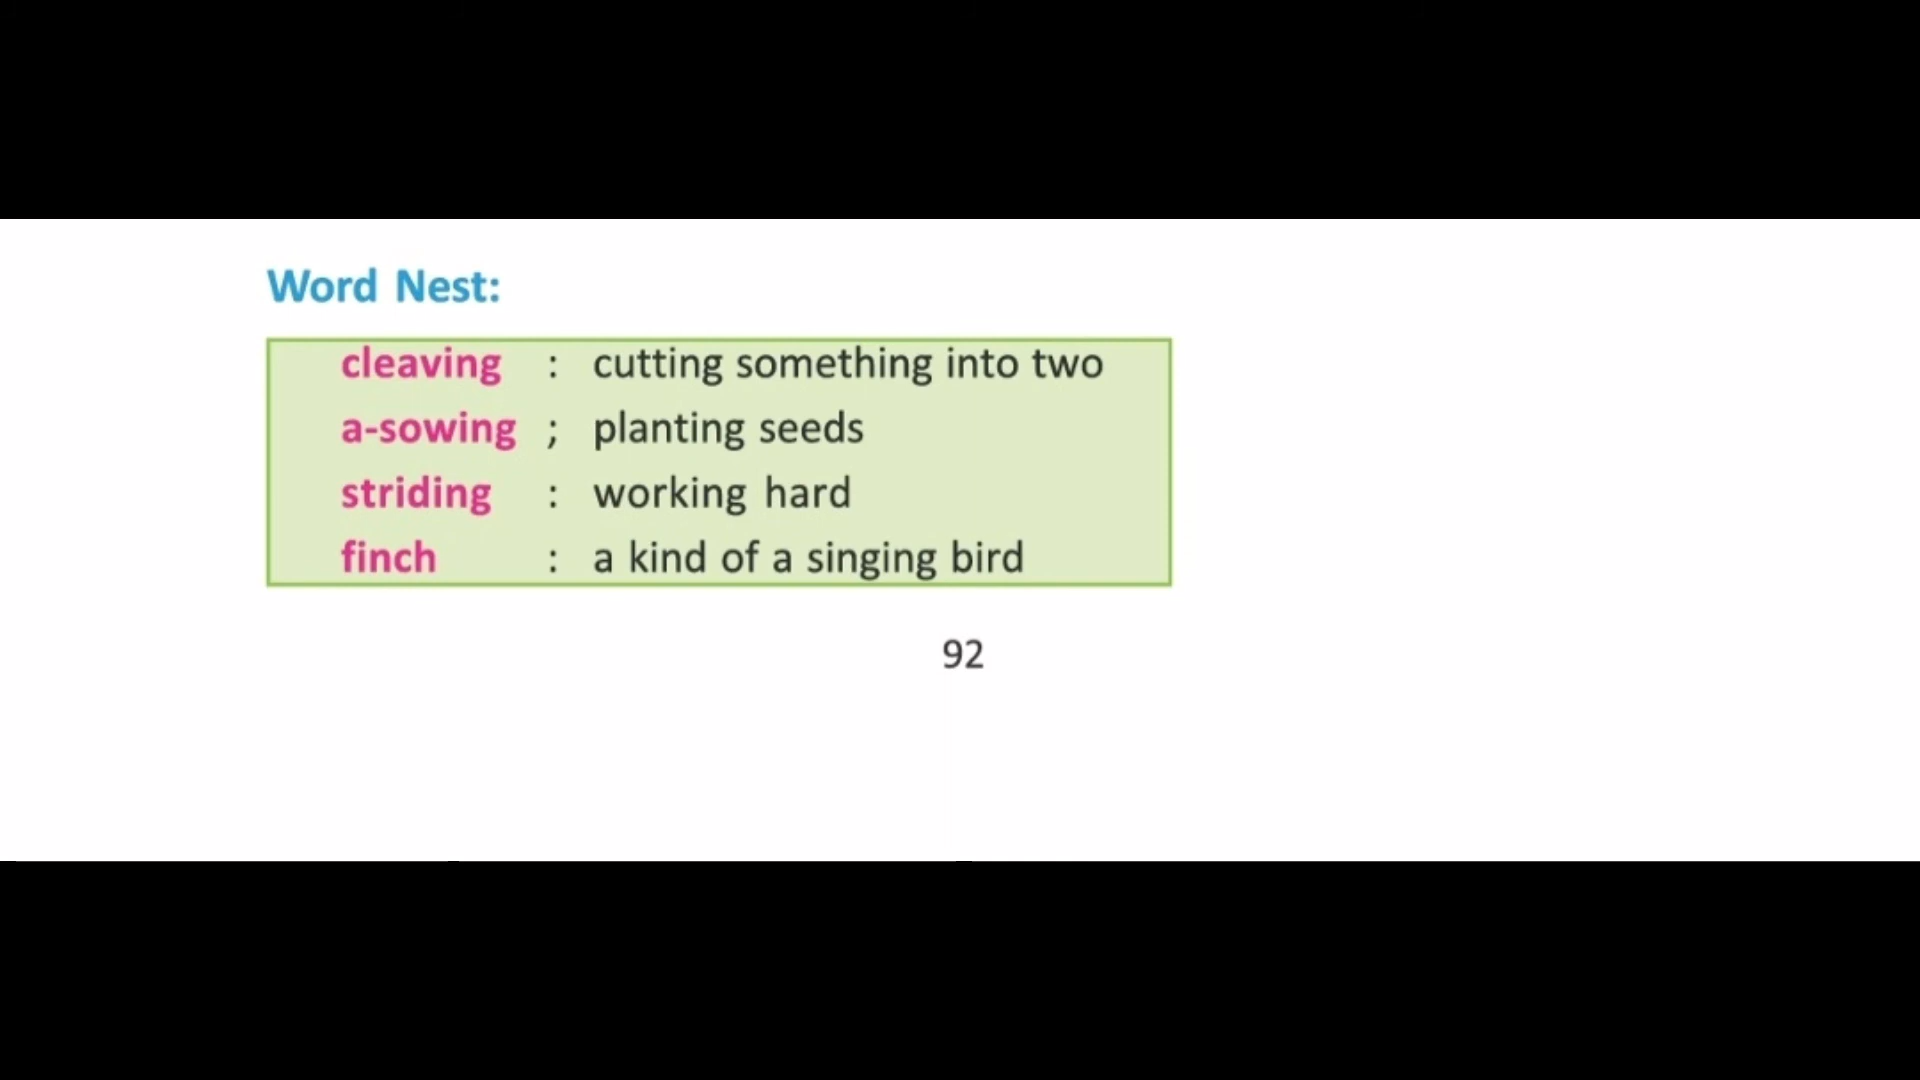 Word Nest:
cleaving : cutting something into two
a-sowing ; planting seeds
striding : working hard
finch : a kind of a singing bird
92